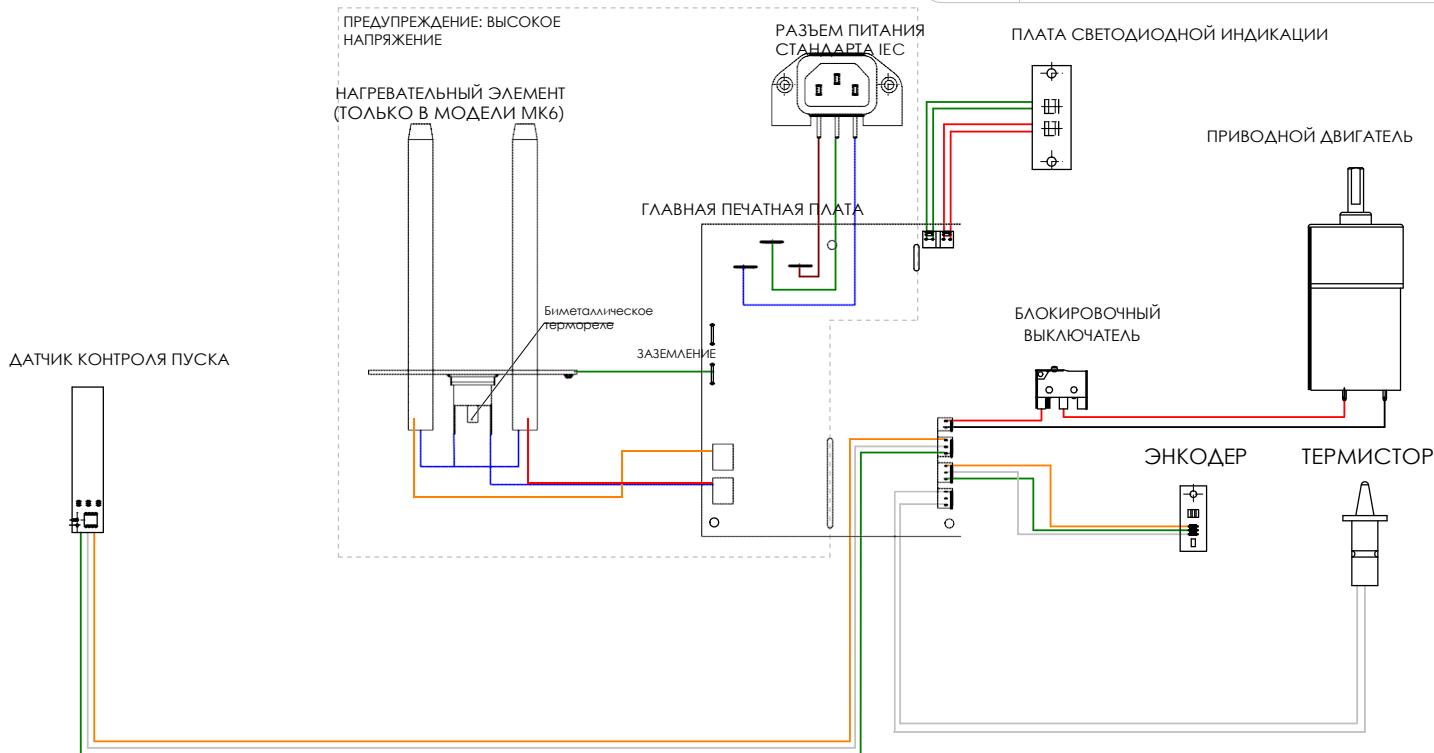 ПРЕДУПРЕЖДЕНИЕ: ВЫСОКОЕ
НАПРЯЖЕНИЕ
РАЗЪЕМ ПИТАНИЯ
СТАНДАРТА IEC
ПЛАТА СВЕТОДИОДНОЙ ИНДИКАЦИИ
НАГРЕВАТЕЛЬНЫЙ ЭЛЕМЕНТ
(ТОЛЬКО В МОДЕЛИ МК6)
ПРИВОДНОЙ ДВИГАТЕЛЬ
ГЛАВНАЯ ПЕЧАТНАЯ ПЛАТА
Биметаллическое
термореле
БЛОКИРОВОЧНЫЙ
ВЫКЛЮЧАТЕЛЬ
ДАТЧИК КОНТРОЛЯ ПУСКА
ЗАЗЕМЛЕНИЕ
ЭНКОДЕР
ТЕРМИСТОР